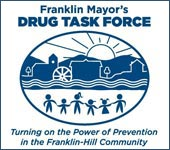 Franklin Mayor's
DRUG TASK FORCE
Turning on the Power of Prevention
in the Franklin-Hill Community